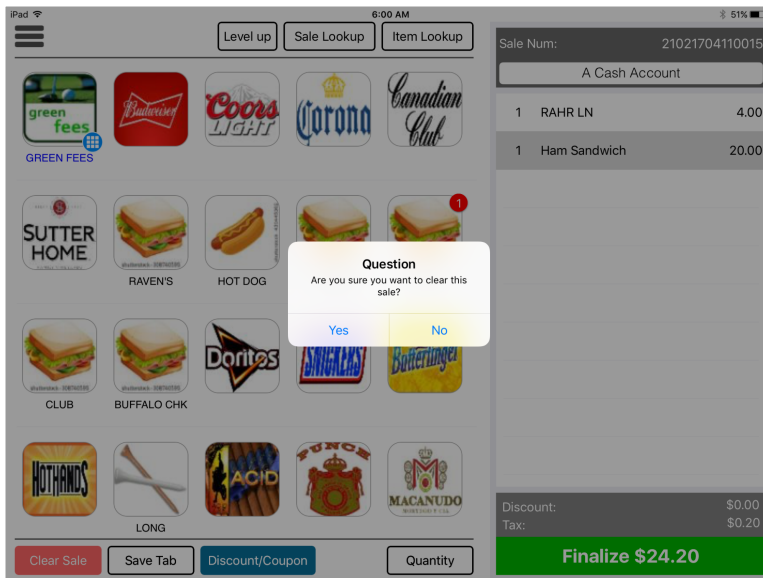 iPad 6:00 AM 51%
Level up Sale Lookup Item Lookup
Sale Num: 21021704110015
A Cash Account
1 RAHR LN 4.00
1 Ham Sandwich 20.00
green
fees
GREEN FEES
Budweiser
Coors
LIGHT
Corona
Canadian
Club
1
SUTTER
HOME
RAVEN'S
HOT DOG
Question
Are you sure you want to clear this
sale?
Yes No
CLUB
BUFFALO CHK
Doritos
SNICKERS
Butterfinger
HOTHANDS
LONG
ACID
PUNCH
MACANUDO
Discount: $0.00
Tax: $0.20
Clear Sale Save Tab Discount/Coupon Quantity
Finalize $24.20